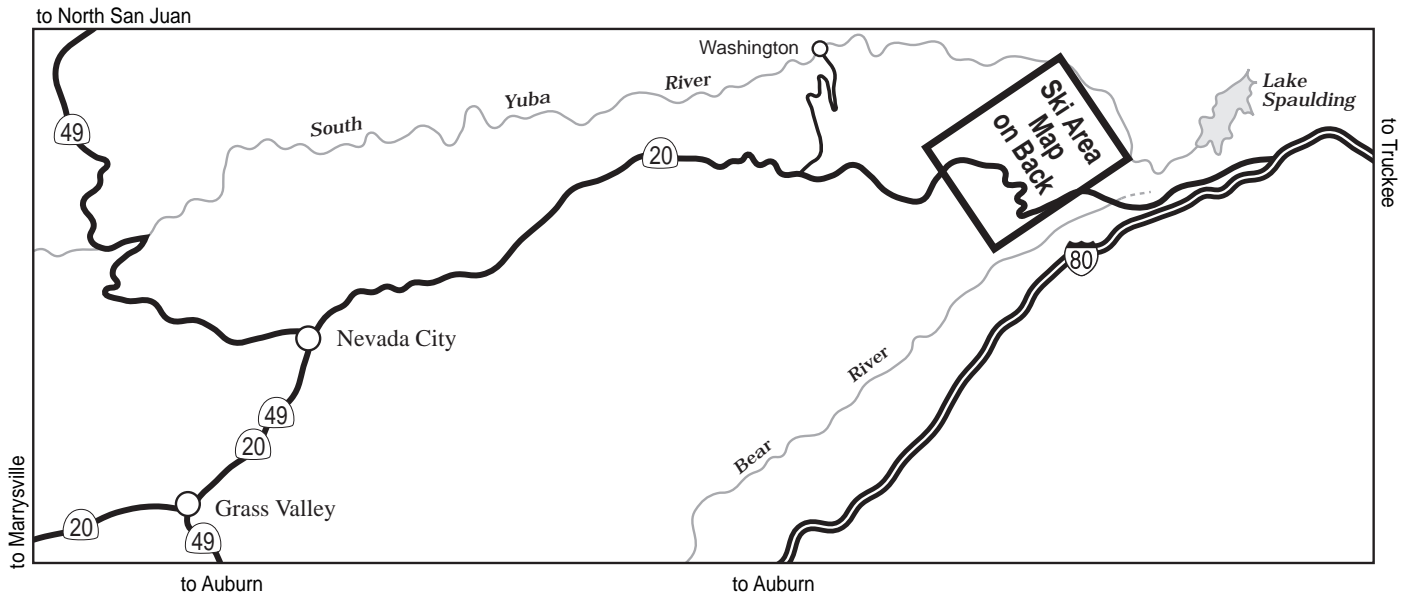 to North San Juan
Washington
Lake
Spaulding
South
Yuba
River
49
20
Ski Area
Map
on Back
to Truckee
80
Nevada City
River
49
20
Bear
Grass Valley
20
49
to Marrysville
to Auburn
to Auburn